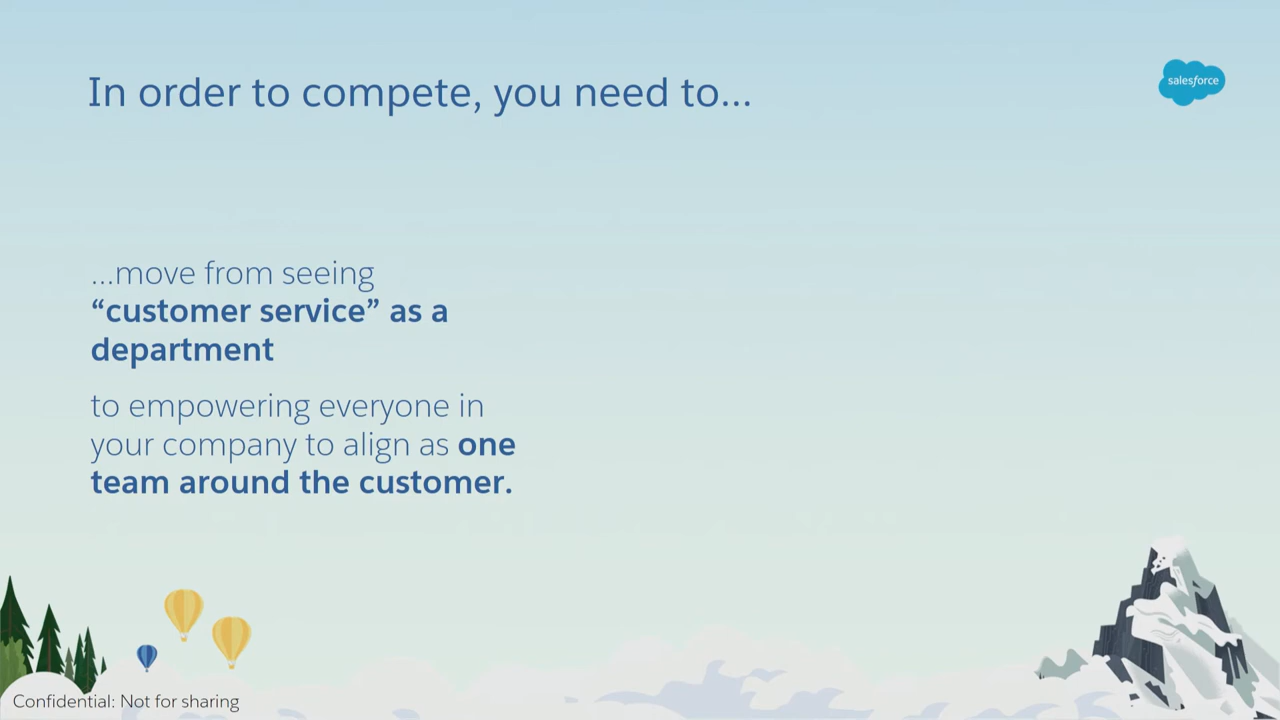 In order to compete, you need to...
salesforce
...move from seeing
“customer service” as a
department
to empowering everyone in
your company to align as one
team around the customer.
Confidential: Not for sharing